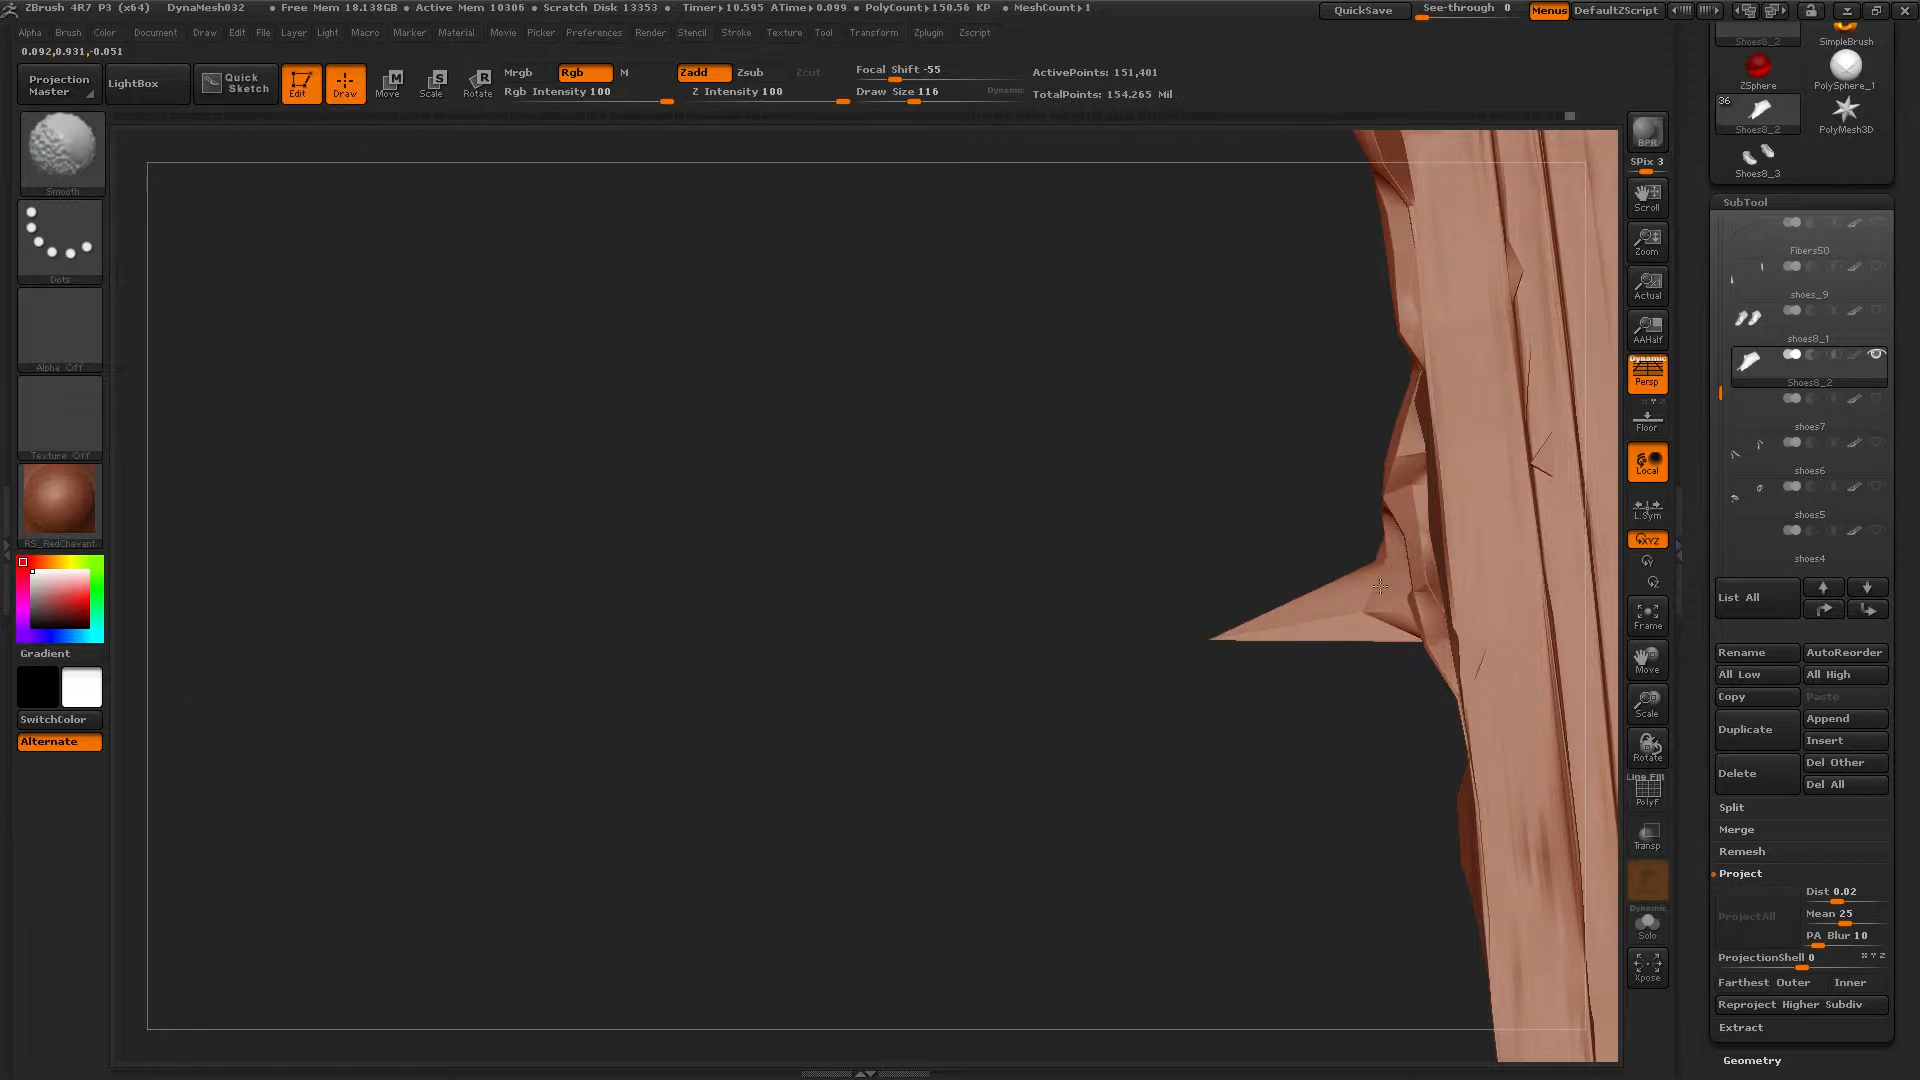 ZBrush 4R7 P3 (x64) DynaMesh032 • Free Mem 18.138GB • Active Mem 10306 • Scratch Disk 13353 • Timer▸10.595 ATime▸0.099 • PolyCount▸150.56 KP • MeshCount▸1 QuickSave See-through 0 Menus DefaultZScript
Alpha Brush Color Document Draw Edit File Layer Light Macro Marker Material Movie Picker Preferences Render Stencil Stroke Texture Tool Transform Zplugin Zscript
0.092,0.931,-0.051
Projection Master
LightBox
Quick Sketch
Edit
Draw
Move
Scale
Rotate
Mrgb Rgb M
Rgb Intensity 100
Zadd Zsub Zcut
Z Intensity 100
Focal Shift -55
Draw Size 116 Dynamic
ActivePoints: 151,401
TotalPoints: 154.265 Mil
Smooth
Dots
Alpha Off
Texture Off
RS_RedChavant
Gradient
SwitchColor
Alternate
BPR
SPix 3
Scroll
Zoom
Actual
AAHalf
Dynamic
Persp
Floor
Local
L.Sym
XYZ
Frame
Move
Scale
Rotate
Line Fill
PolyF
Transp
Dynamic
Solo
Xpose
Shoes8_2 SimpleBrush
ZSphere PolySphere_1
36
Shoes8_2 PolyMesh3D
Shoes8_3
SubTool
Fibers50
shoes_9
shoes8_1
Shoes8_2
shoes7
shoes6
shoes5
shoes4
List All
Rename AutoReorder
All Low All High
Copy Paste
Duplicate Append
Insert
Delete Del Other
Del All
Split
Merge
Remesh
Project
Dist 0.02
ProjectAll Mean 25
PA Blur 10
ProjectionShell 0 X Y Z
Farthest Outer Inner
Reproject Higher Subdiv
Extract
Geometry